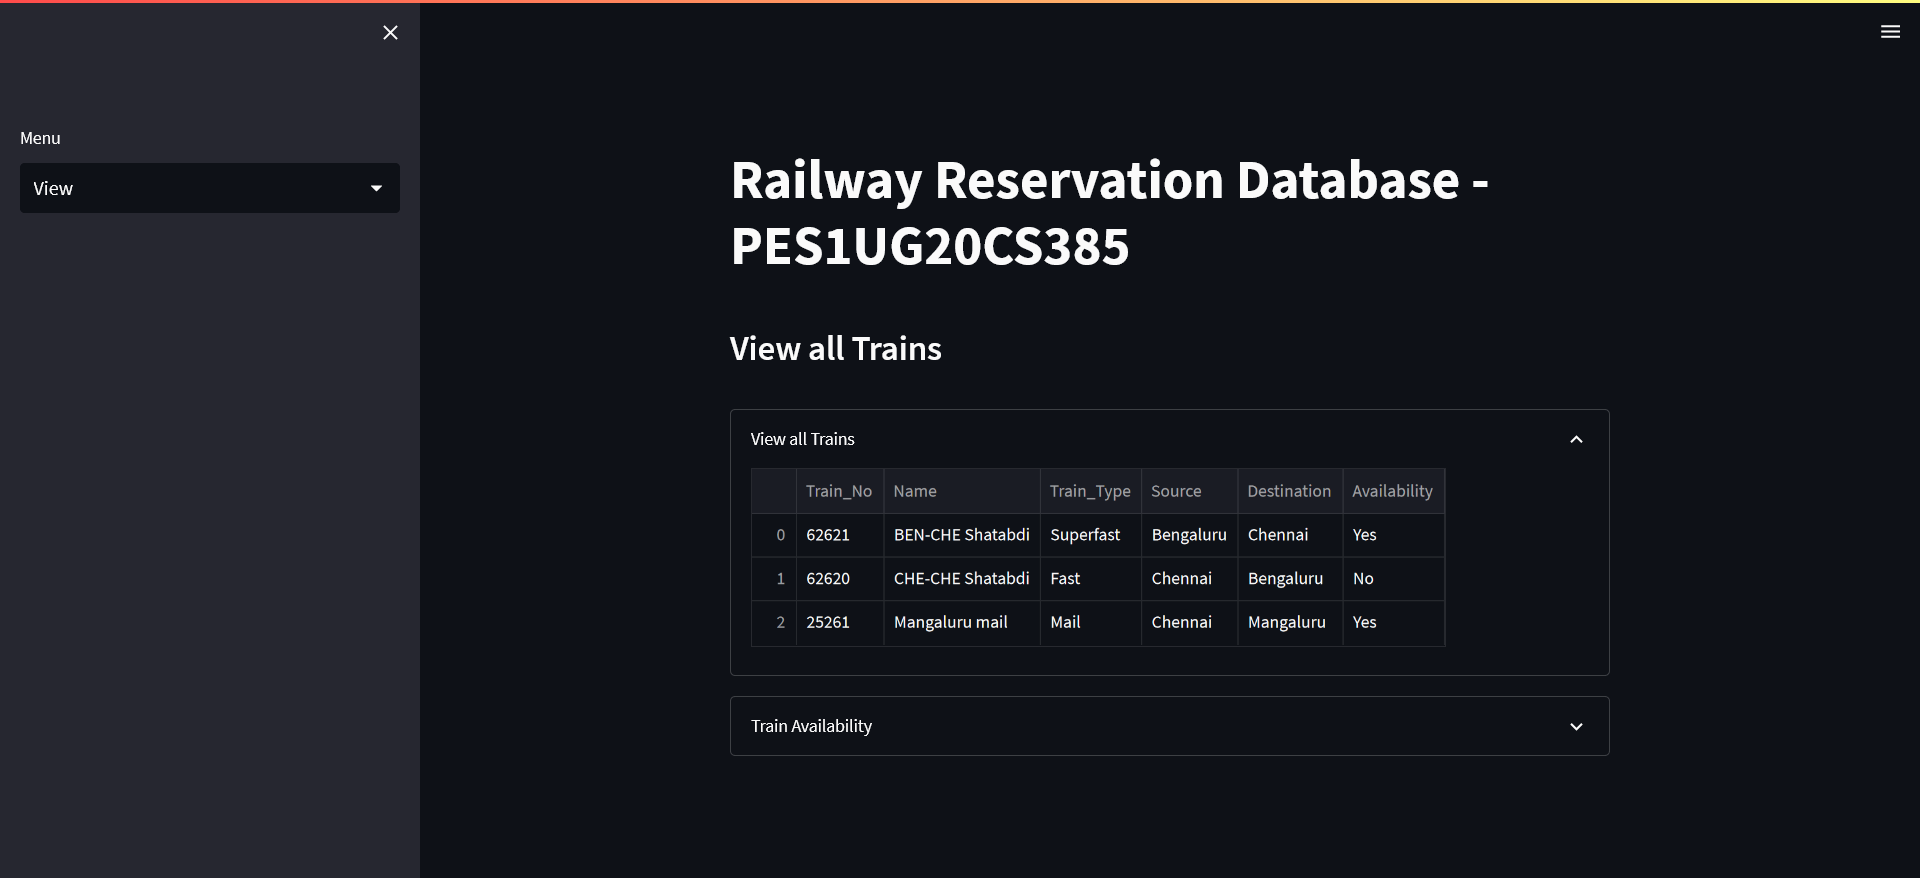 Menu
View
Railway Reservation Database -
PES1UG20CS385
View all Trains
View all Trains
Train_No Name Train_Type Source Destination Availability
0 62621 BEN-CHE Shatabdi Superfast Bengaluru Chennai Yes
1 62620 CHE-CHE Shatabdi Fast Chennai Bengaluru No
2 25261 Mangaluru mail Mail Chennai Mangaluru Yes
Train Availability